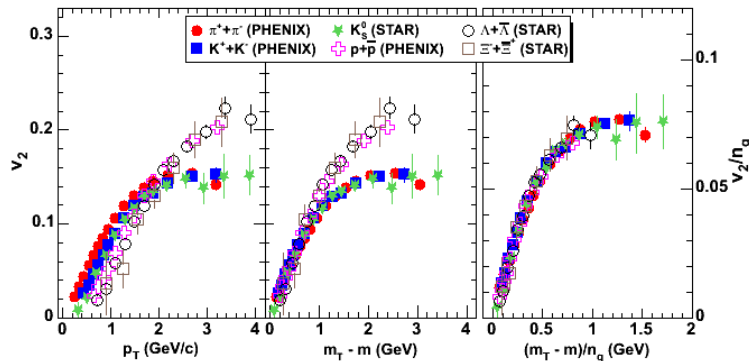 π⁺+π⁻ (PHENIX) K⁰S (STAR) Λ+Λ̅ (STAR)
K⁺+K⁻ (PHENIX) p+p̅ (PHENIX) Ξ⁻+Ξ̅⁺ (STAR)
0.3
0.2
0.1
0
v₂
0 1 2 3 4
p_T (GeV/c)
0 1 2 3 4
m_T - m (GeV)
0 0.5 1 1.5 2
(m_T - m)/n_q (GeV)
0.1
0.05
0
v₂/n_q